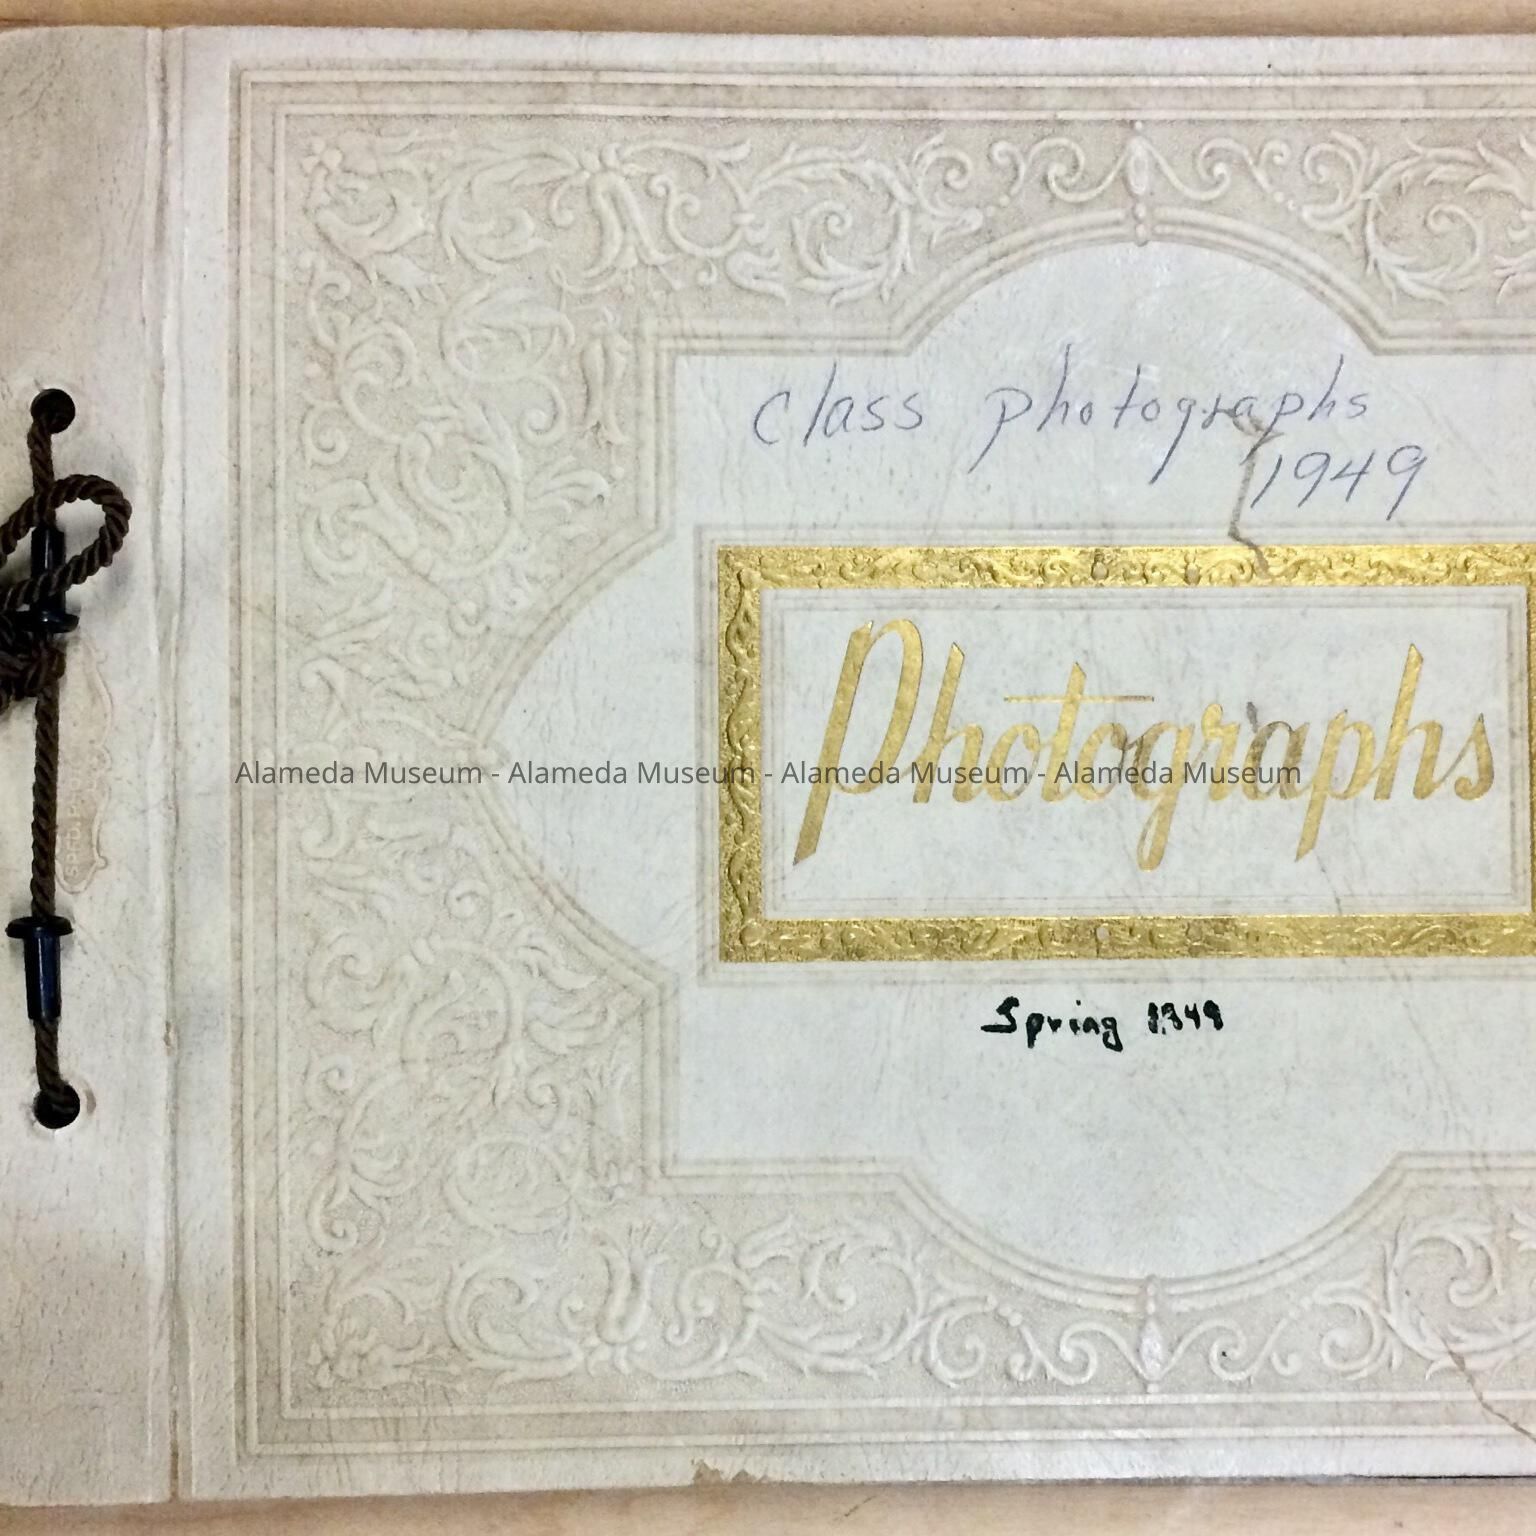 class photographs
1949
Photographs
Alameda Museum - Alameda Museum - Alameda Museum - Alameda Museum
Spring 1949